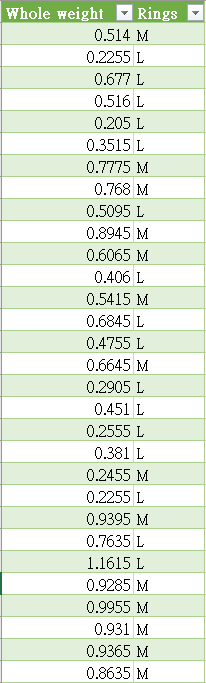 Whole weight Rings
0.514 M
0.2255 L
0.677 L
0.516 L
0.205 L
0.3515 L
0.7775 M
0.768 M
0.5095 L
0.8945 M
0.6065 M
0.406 L
0.5415 M
0.6845 L
0.4755 L
0.6645 M
0.2905 L
0.451 L
0.2555 L
0.381 L
0.2455 M
0.2255 L
0.9395 M
0.7635 L
1.1615 L
0.9285 M
0.9955 M
0.931 M
0.9365 M
0.8635 M